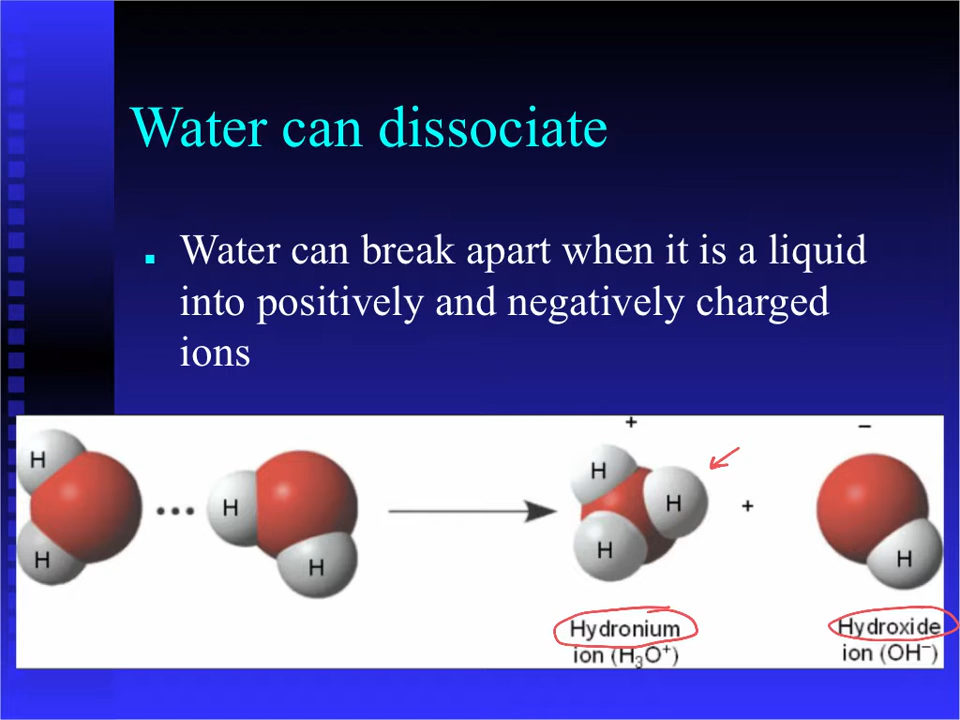 Water can dissociate
Water can break apart when it is a liquid
into positively and negatively charged
ions
+ −
H H H H H H + H H
Hydronium Hydroxide
ion (H₃O⁺) ion (OH⁻)